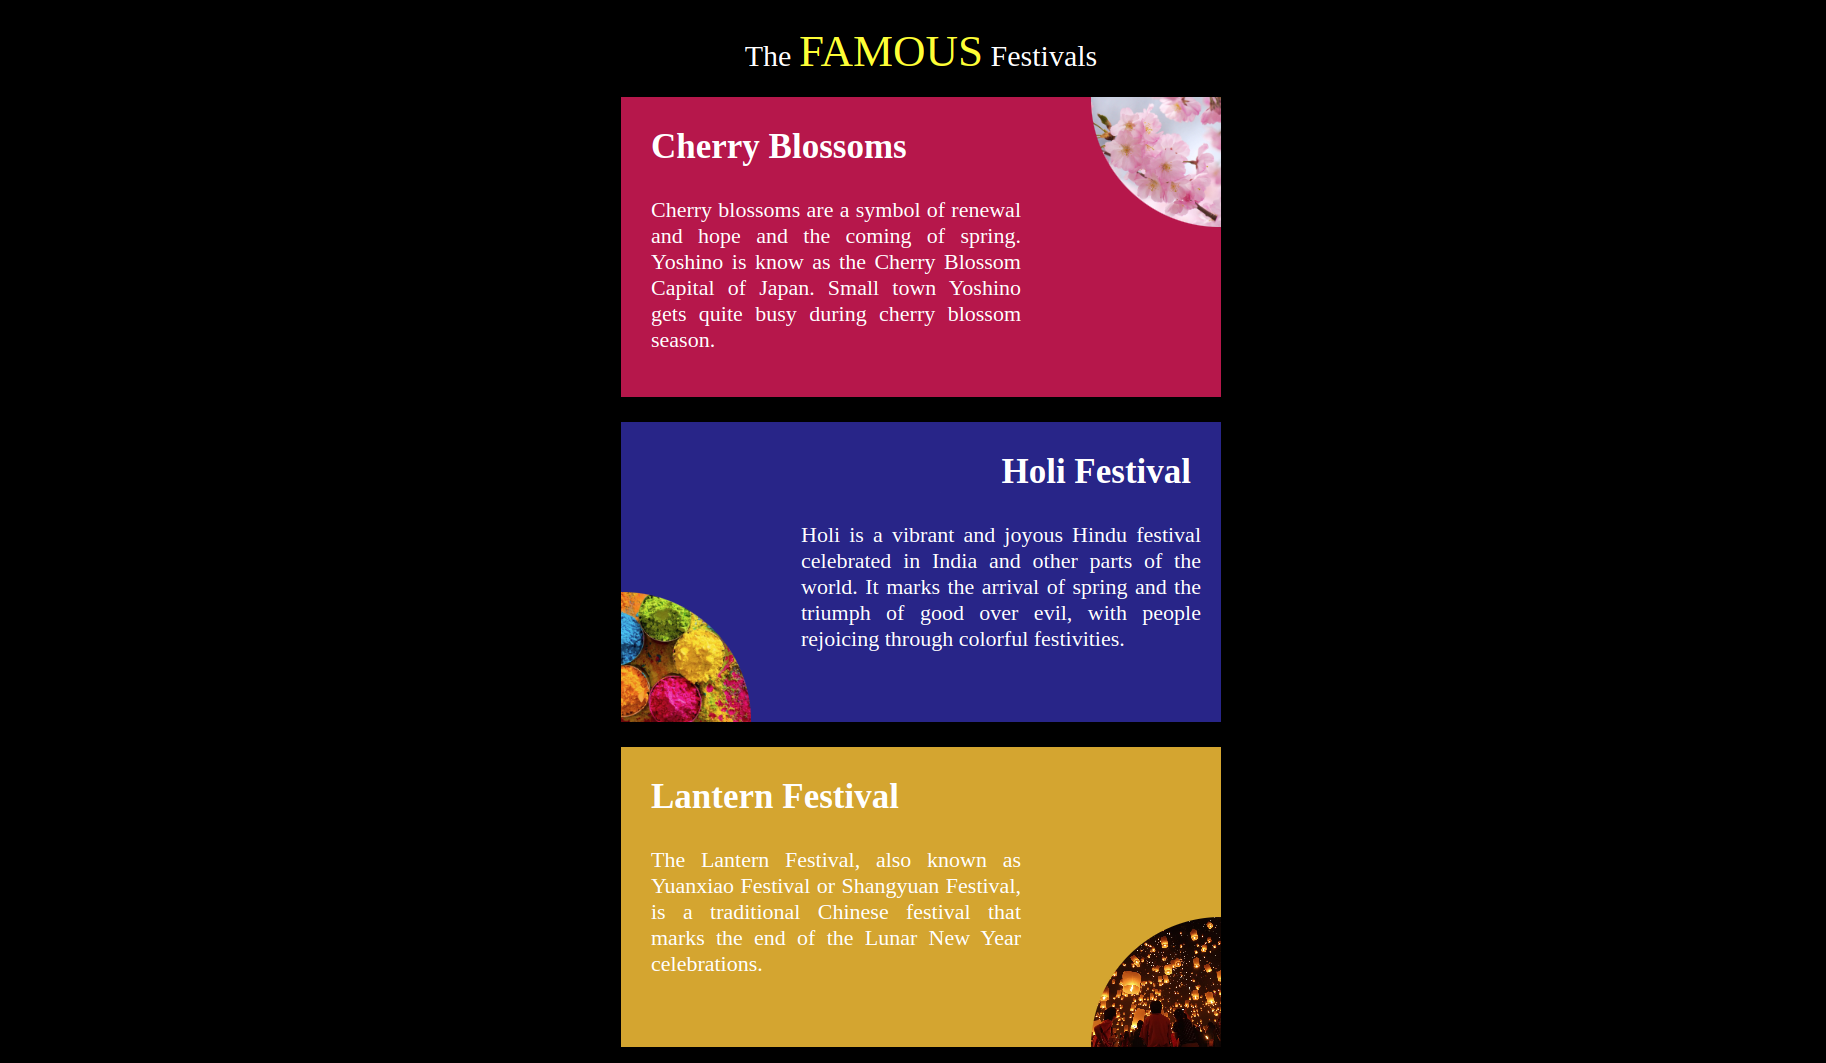 The FAMOUS Festivals
Cherry Blossoms
Cherry blossoms are a symbol of renewal
and hope and the coming of spring.
Yoshino is know as the Cherry Blossom
Capital of Japan. Small town Yoshino
gets quite busy during cherry blossom
season.
Holi Festival
Holi is a vibrant and joyous Hindu festival
celebrated in India and other parts of the
world. It marks the arrival of spring and the
triumph of good over evil, with people
rejoicing through colorful festivities.
Lantern Festival
The Lantern Festival, also known as
Yuanxiao Festival or Shangyuan Festival,
is a traditional Chinese festival that
marks the end of the Lunar New Year
celebrations.